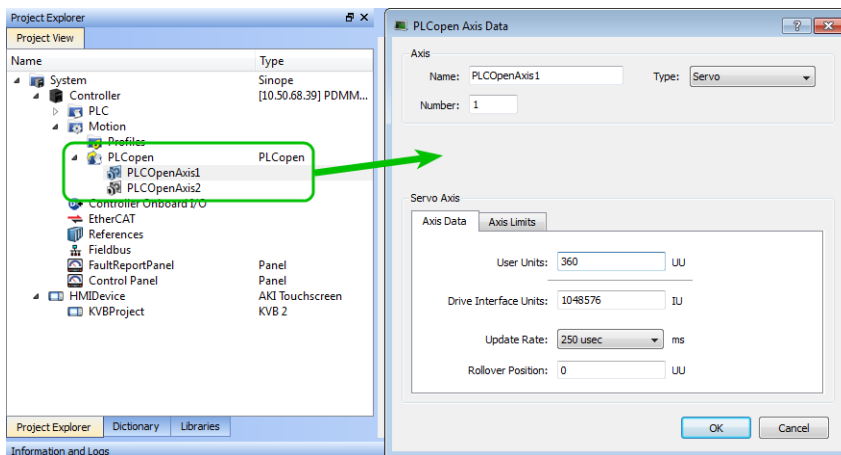 Project Explorer
Project View
Name Type
System Sinope
Controller [10.50.68.39] PDMM...
PLC
Motion
Profiles
PLCopen PLCopen
PLCOpenAxis1
PLCOpenAxis2
Controller Onboard I/O
EtherCAT
References
Fieldbus
FaultReportPanel Panel
Control Panel Panel
HMIDevice AKI Touchscreen
KVBProject KVB 2
Project Explorer Dictionary Libraries
Information and Logs
PLCopen Axis Data
Axis
Name: PLCOpenAxis1 Type: Servo
Number: 1
Servo Axis
Axis Data Axis Limits
User Units: 360 UU
Drive Interface Units: 1048576 IU
Update Rate: 250 usec ms
Rollover Position: 0 UU
OK Cancel